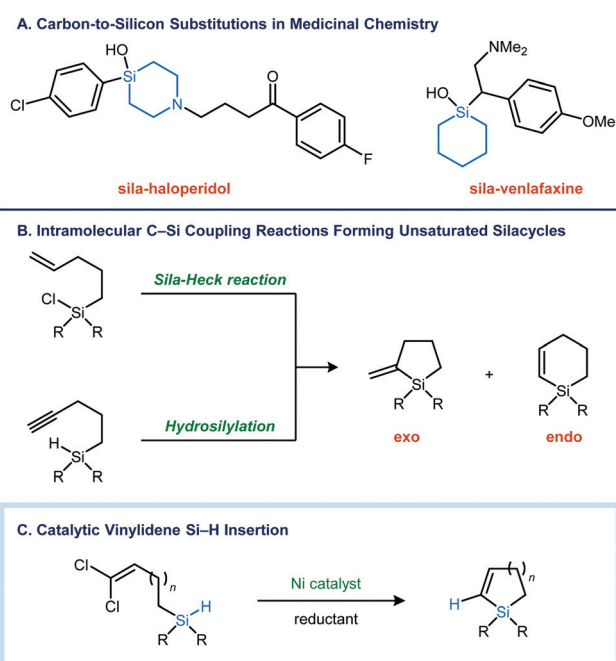 A. Carbon-to-Silicon Substitutions in Medicinal Chemistry
HO
Si
Cl
N
O
F
sila-haloperidol
NMe2
HO
Si
OMe
sila-venlafaxine
B. Intramolecular C–Si Coupling Reactions Forming Unsaturated Silacycles
Cl
Si
R R
Sila-Heck reaction
H
Si
R R
Hydrosilylation
Si
R R
exo
+
Si
R R
endo
C. Catalytic Vinylidene Si–H Insertion
Cl
Cl
( )n
H
Si
R R
Ni catalyst
reductant
( )n
H
Si
R R